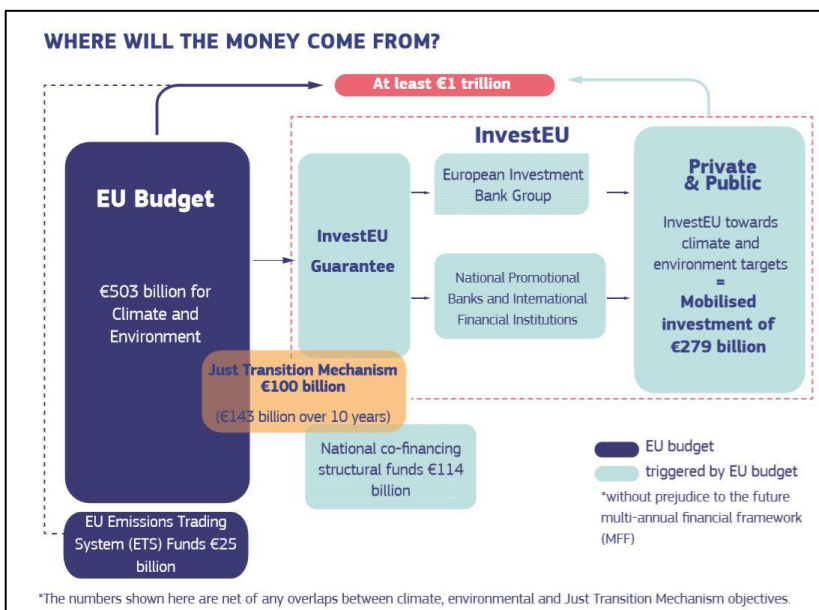 WHERE WILL THE MONEY COME FROM?
At least €1 trillion
InvestEU
EU Budget
€503 billion for
Climate and
Environment
InvestEU
Guarantee
European Investment
Bank Group
National Promotional
Banks and International
Financial Institutions
Private
& Public
InvestEU towards
climate and
environment targets
=
Mobilised
investment of
€279 billion
Just Transition Mechanism
€100 billion
(€143 billion over 10 years)
National co-financing
structural funds €114
billion
EU Emissions Trading
System (ETS) Funds €25
billion
EU budget
triggered by EU budget
*without prejudice to the future
multi-annual financial framework
(MFF)
*The numbers shown here are net of any overlaps between climate, environmental and Just Transition Mechanism objectives.